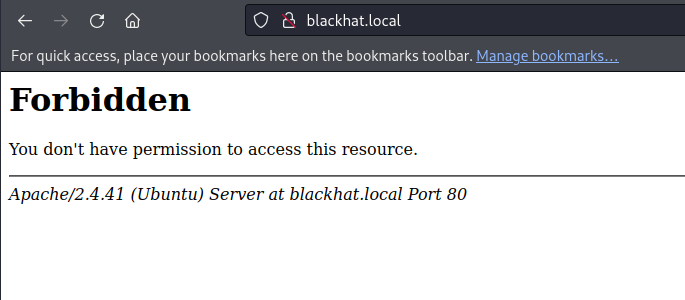 blackhat.local
For quick access, place your bookmarks here on the bookmarks toolbar. Manage bookmarks...
Forbidden
You don't have permission to access this resource.
Apache/2.4.41 (Ubuntu) Server at blackhat.local Port 80